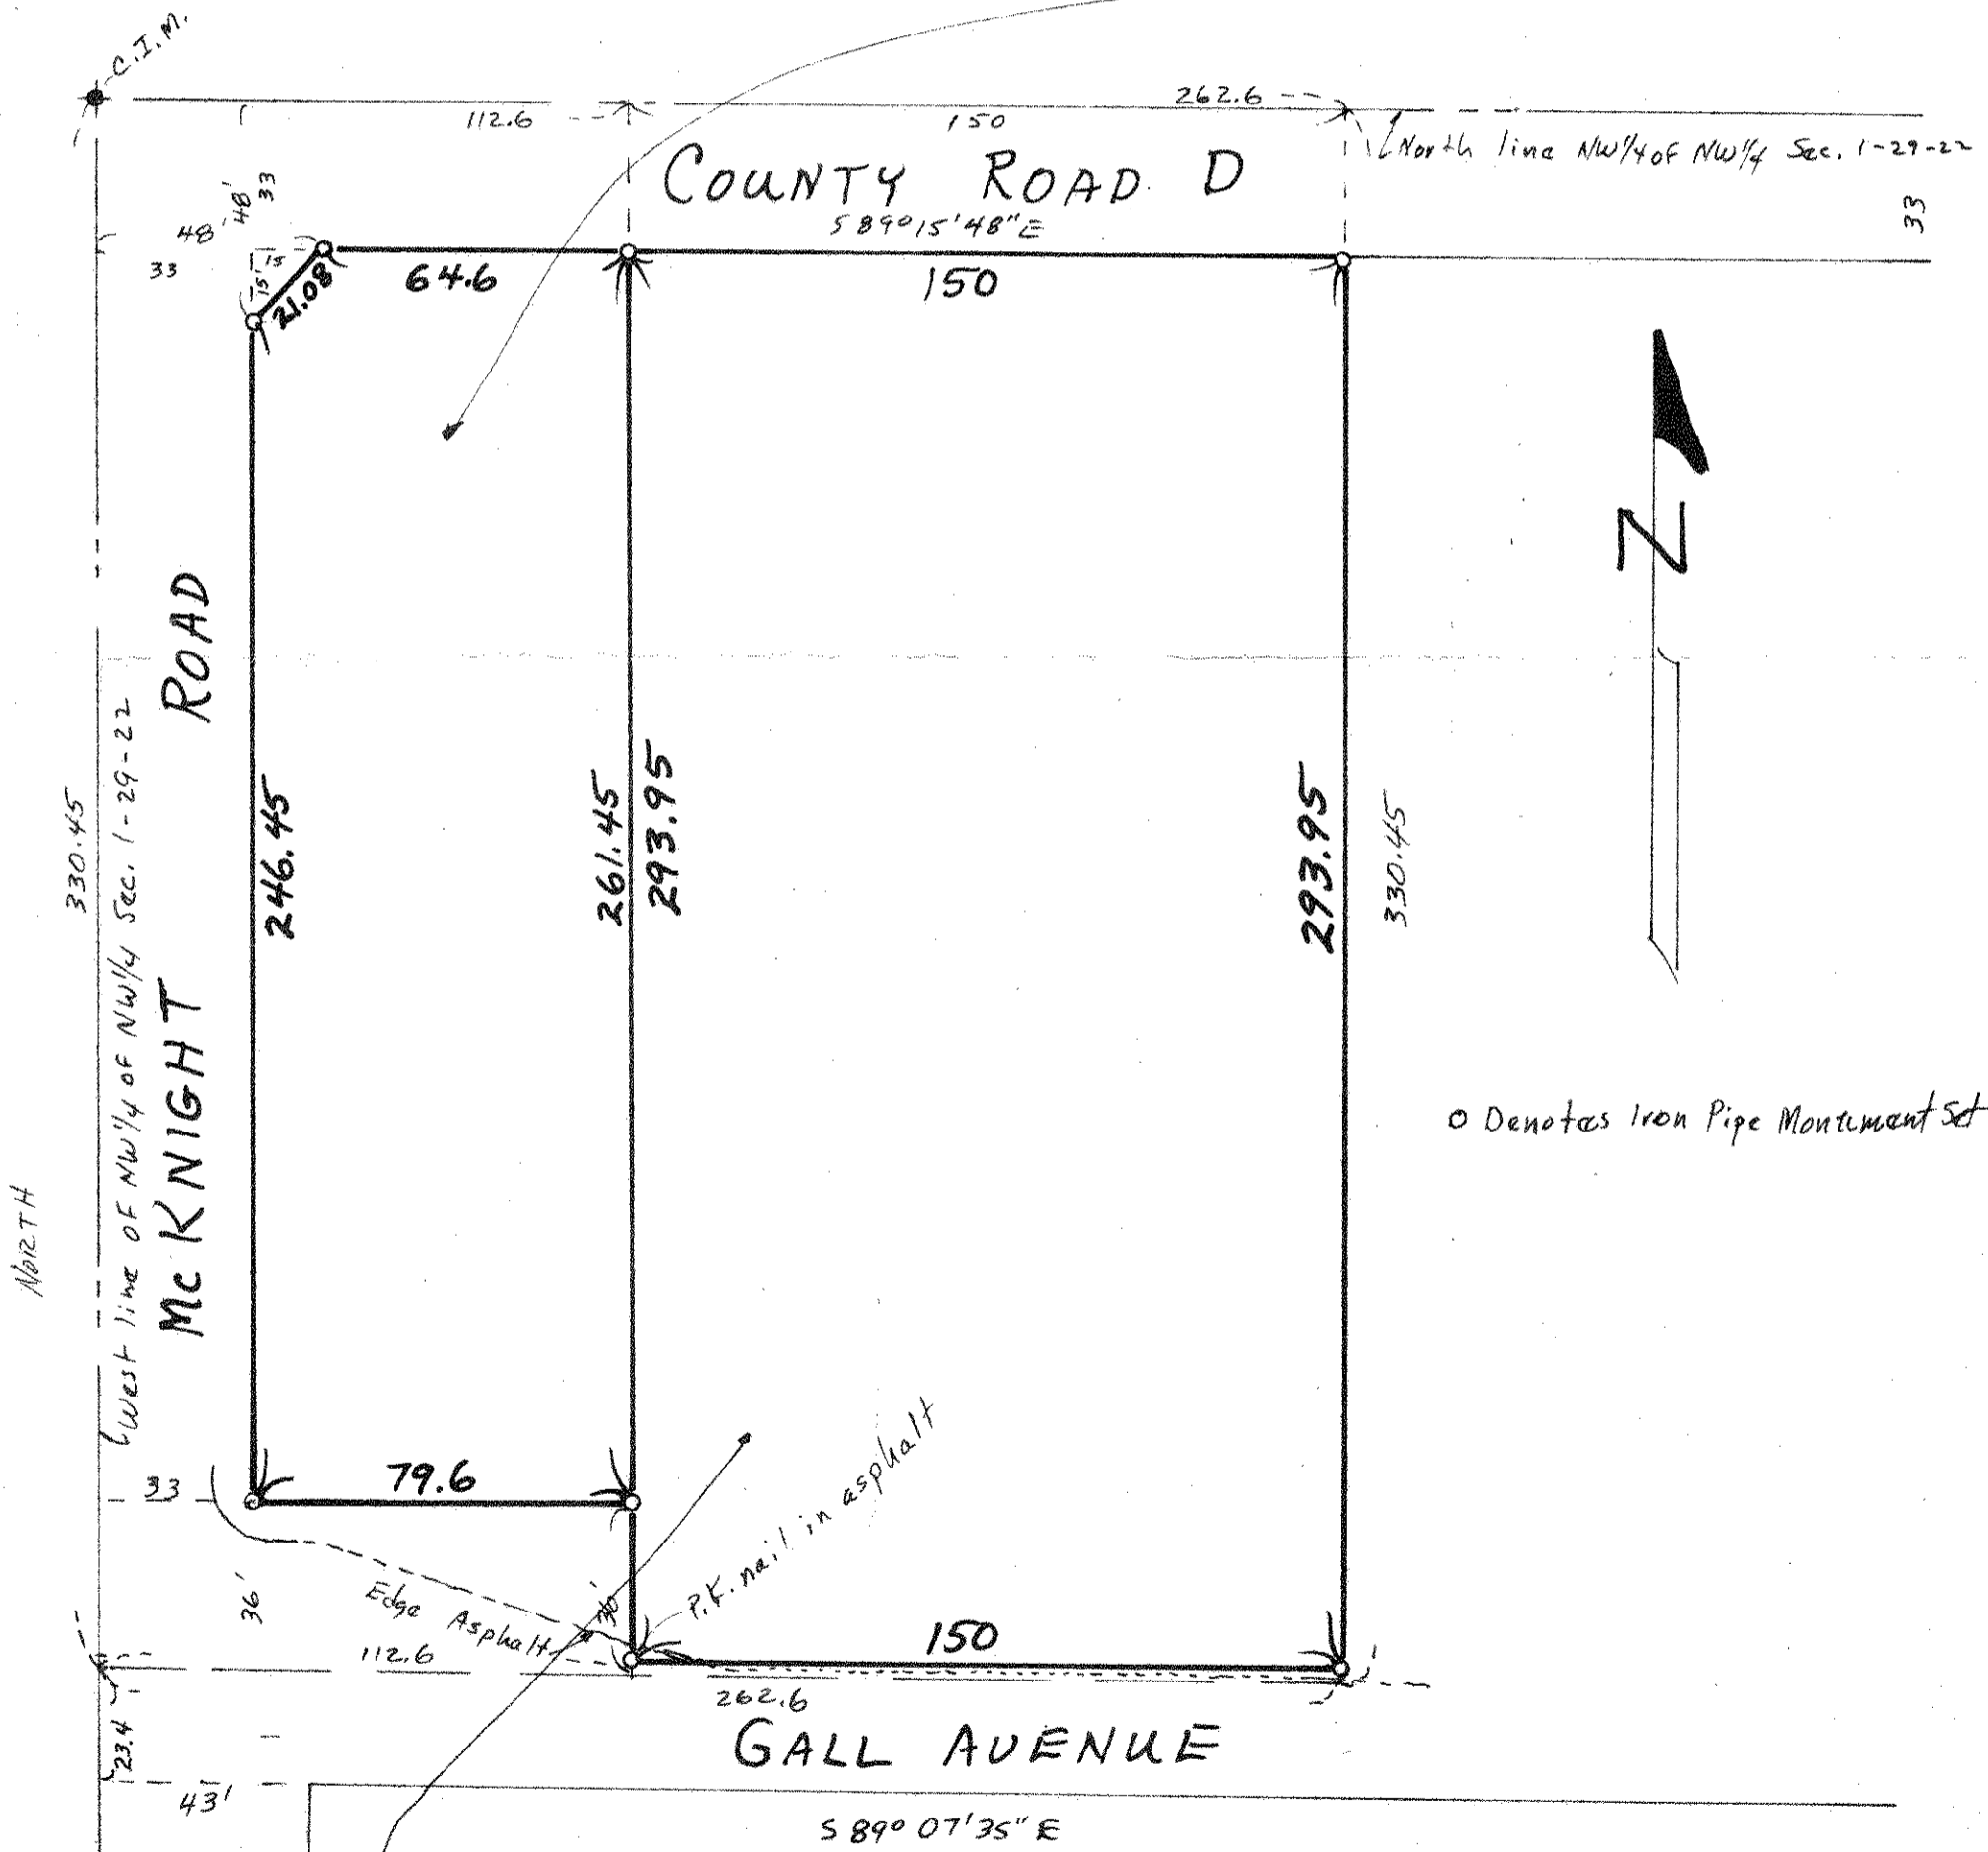 C.I.M.
112.6
150
262.6
North line NW1/4 OF NW1/4 Sec. 1-29-22
COUNTY ROAD D
S 89°15'48"E
48'
33
33
48'
33
15'
15
21.08
64.6
150
330.45
West line OF NW1/4 OF NW1/4 Sec. 1-29-22
McKNIGHT ROAD
NORTH
246.45
261.45
293.95
293.95
330.45
N
o Denotes Iron Pipe Monument Set
33
79.6
36'
Edge Asphalt
P.K. nail in asphalt
112.6
150
262.6
23.4
43'
GALL AVENUE
S 89° 07'35" E